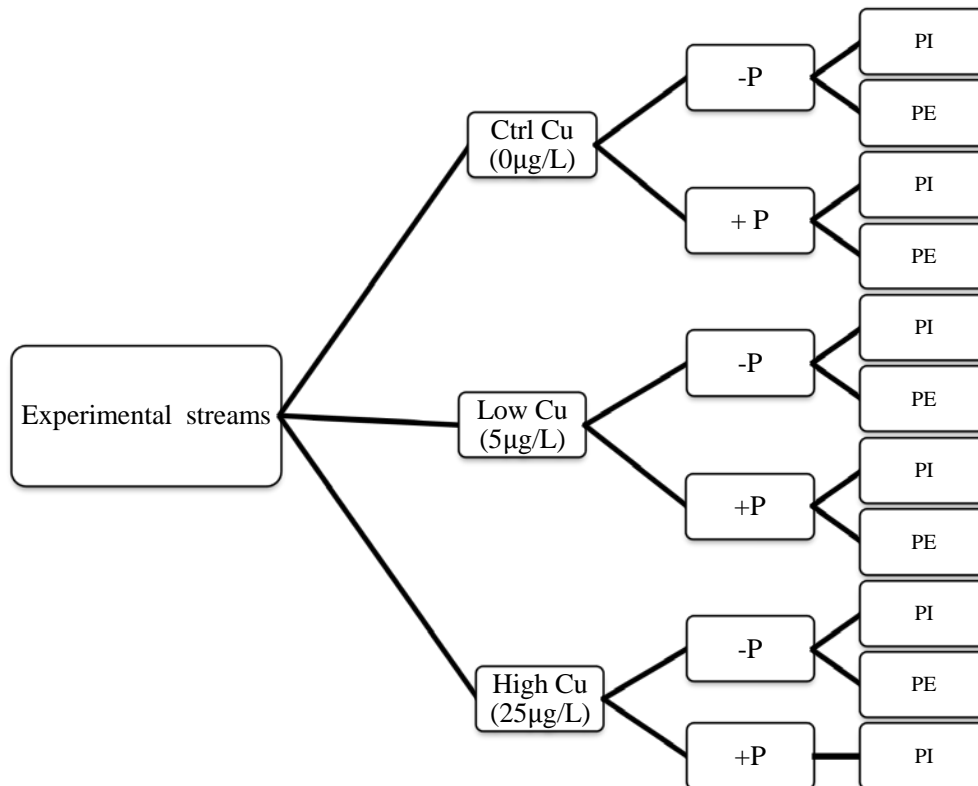 Experimental streams
Ctrl Cu
(0µg/L)
-P
PI
PE
+ P
PI
PE
Low Cu
(5µg/L)
-P
PI
PE
+P
PI
PE
High Cu
(25µg/L)
-P
PI
PE
+P
PI